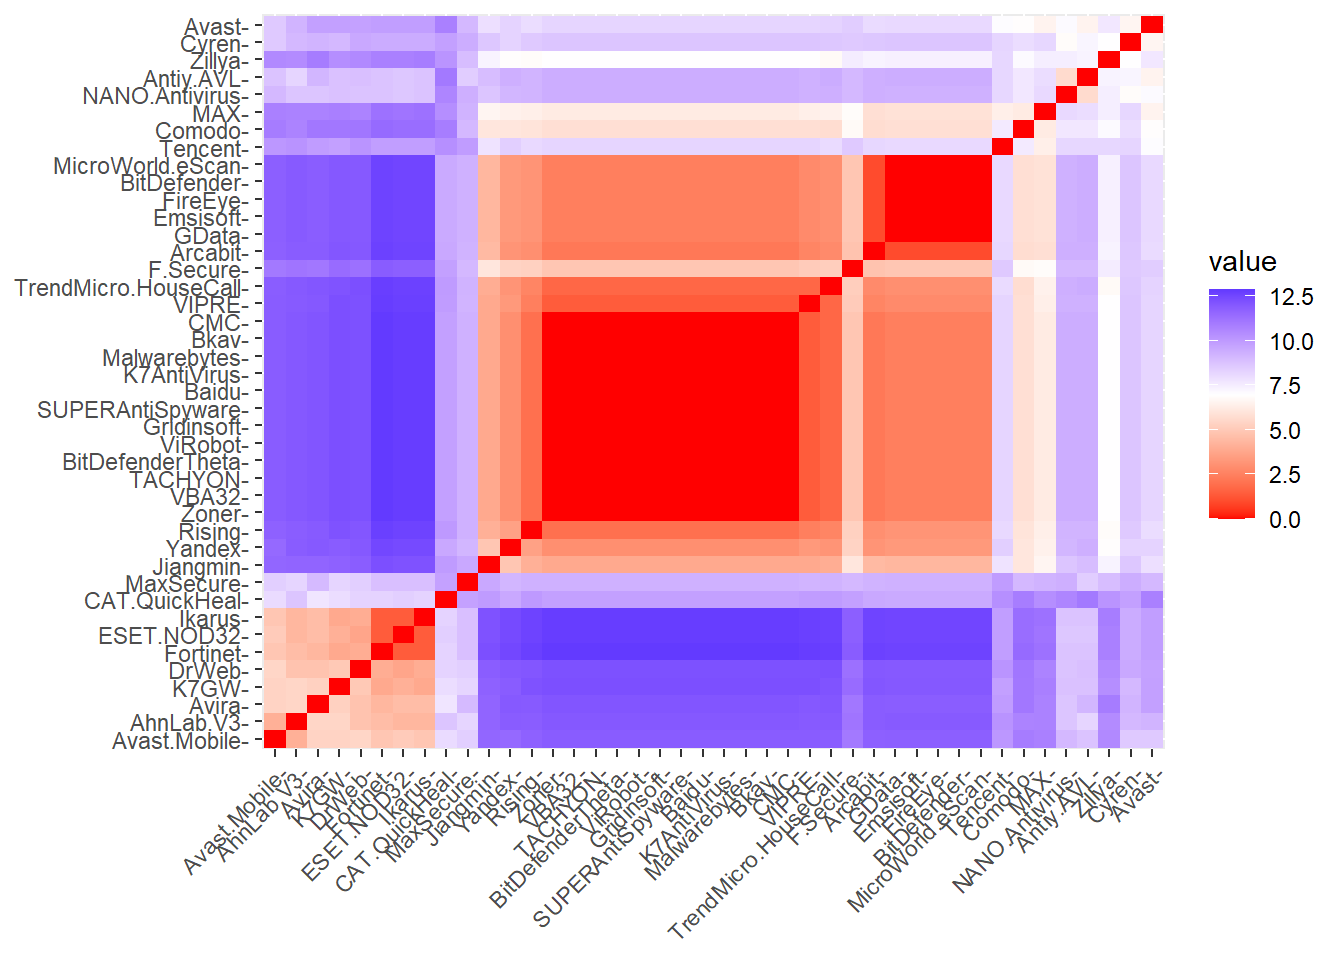 Avast-
Cyren-
Zillya-
Antiy.AVL-
NANO.Antivirus-
MAX-
Comodo-
Tencent-
MicroWorld.eScan-
BitDefender-
FireEye-
Emsisoft-
GData-
Arcabit-
F.Secure-
TrendMicro.HouseCall-
VIPRE-
CMC-
Bkav-
Malwarebytes-
K7AntiVirus-
Baidu-
SUPERAntiSpyware-
Gridinsoft-
ViRobot-
BitDefenderTheta-
TACHYON-
VBA32-
Zoner-
Rising-
Yandex-
Jiangmin-
MaxSecure-
CAT.QuickHeal-
Ikarus-
ESET.NOD32-
Fortinet-
DrWeb-
K7GW-
Avira-
AhnLab.V3-
Avast.Mobile-
Avast.Mobile-
AhnLab.V3-
Avira-
K7GW-
DrWeb-
Fortinet-
ESET.NOD32-
Ikarus-
CAT.QuickHeal-
MaxSecure-
Jiangmin-
Yandex-
Rising-
Zoner-
VBA32-
TACHYON-
BitDefenderTheta-
ViRobot-
Gridinsoft-
SUPERAntiSpyware-
Baidu-
K7AntiVirus-
Malwarebytes-
Bkav-
CMC-
VIPRE-
TrendMicro.HouseCall-
F.Secure-
Arcabit-
GData-
Emsisoft-
FireEye-
BitDefender-
MicroWorld.eScan-
Tencent-
Comodo-
MAX-
NANO.Antivirus-
Antiy.AVL-
Zillya-
Cyren-
Avast-
value
12.5
10.0
7.5
5.0
2.5
0.0